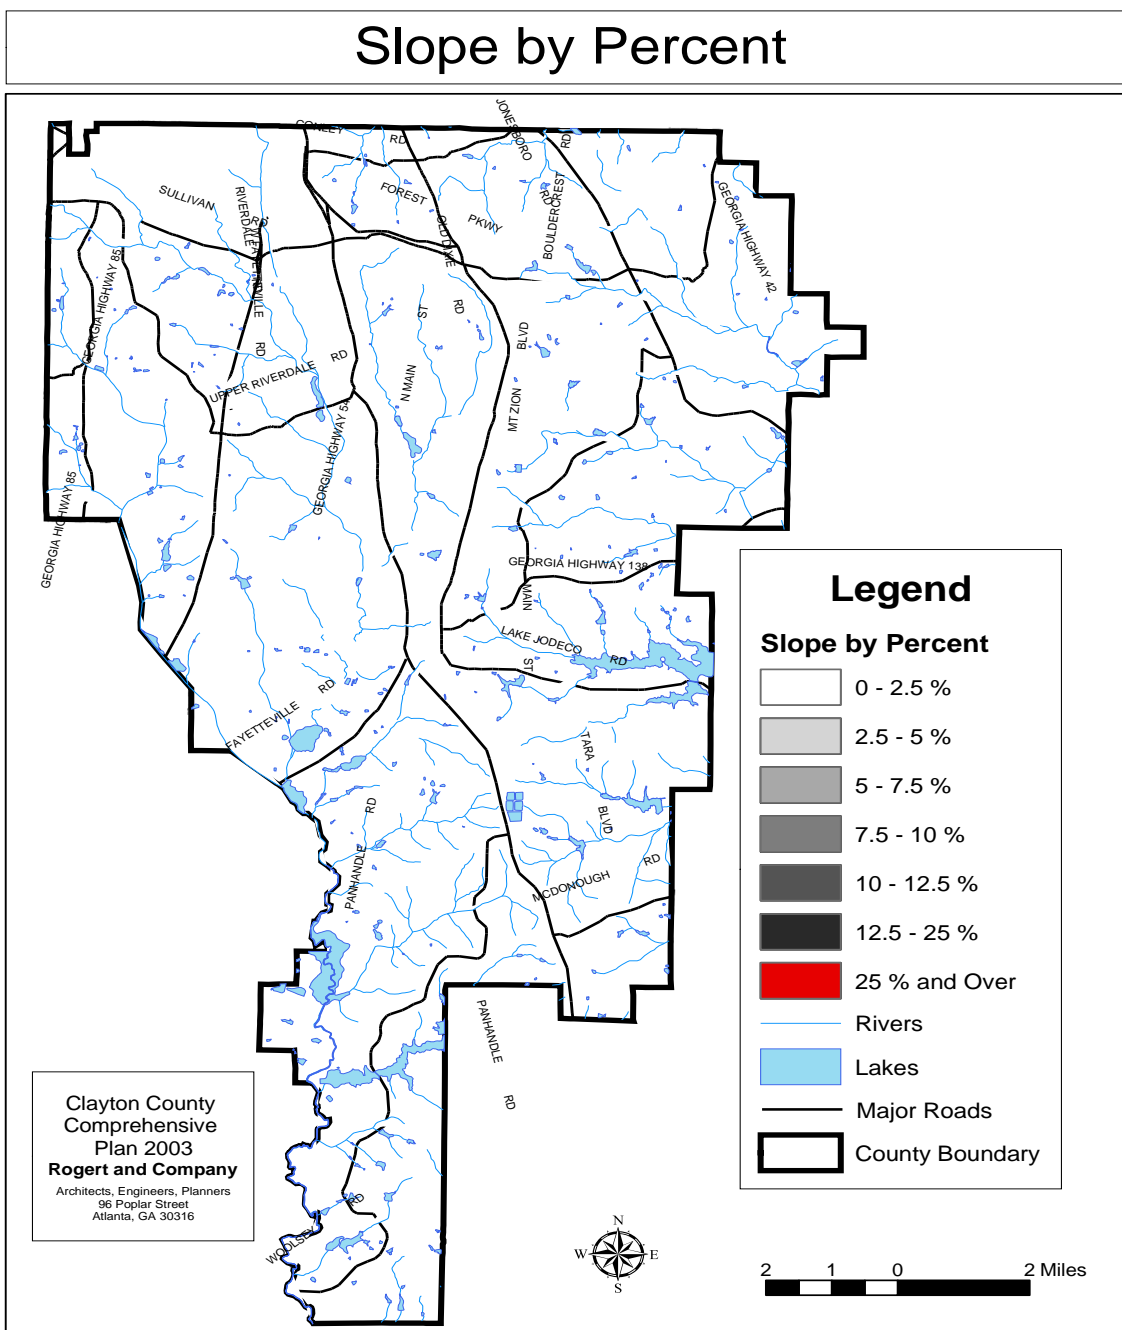 Slope by Percent
CONLEY
RD
JONESBORO
RD
SULLIVAN
RD
RIVERDALE
FOREST
PKWY
OLD DIXIE
RD
BOULDERCREST
RD
GEORGIA HIGHWAY 42
GEORGIA HIGHWAY 85
W FAYETTEVILLE
RD
UPPER RIVERDALE
RD
N MAIN
ST
BLVD
MT ZION
GEORGIA HIGHWAY 54
GEORGIA HIGHWAY 85
GEORGIA HIGHWAY 138
MAIN
ST
LAKE JODECO
RD
FAYETTEVILLE
RD
TARA
BLVD
PANHANDLE
RD
MCDONOUGH
RD
PANHANDLE
RD
WOOLSEY
RD
Legend
Slope by Percent
0 - 2.5 %
2.5 - 5 %
5 - 7.5 %
7.5 - 10 %
10 - 12.5 %
12.5 - 25 %
25 % and Over
Rivers
Lakes
Major Roads
County Boundary
Clayton County
Comprehensive
Plan 2003
Rogert and Company
Architects, Engineers, Planners
96 Poplar Street
Atlanta, GA 30316
N
W
E
S
2 1 0 2 Miles